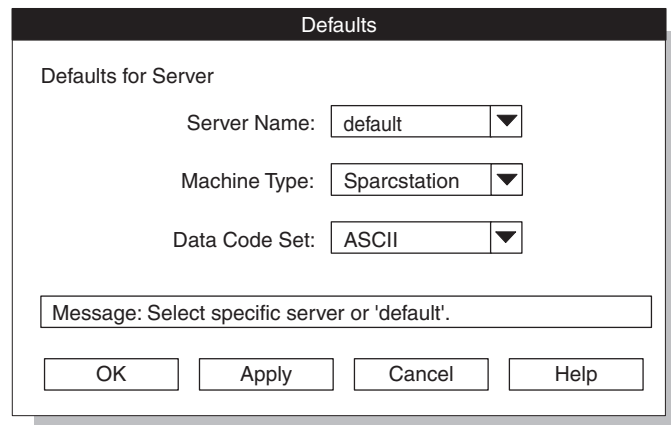 Defaults
Defaults for Server
Server Name: default
Machine Type: Sparcstation
Data Code Set: ASCII
Message: Select specific server or 'default'.
OK Apply Cancel Help